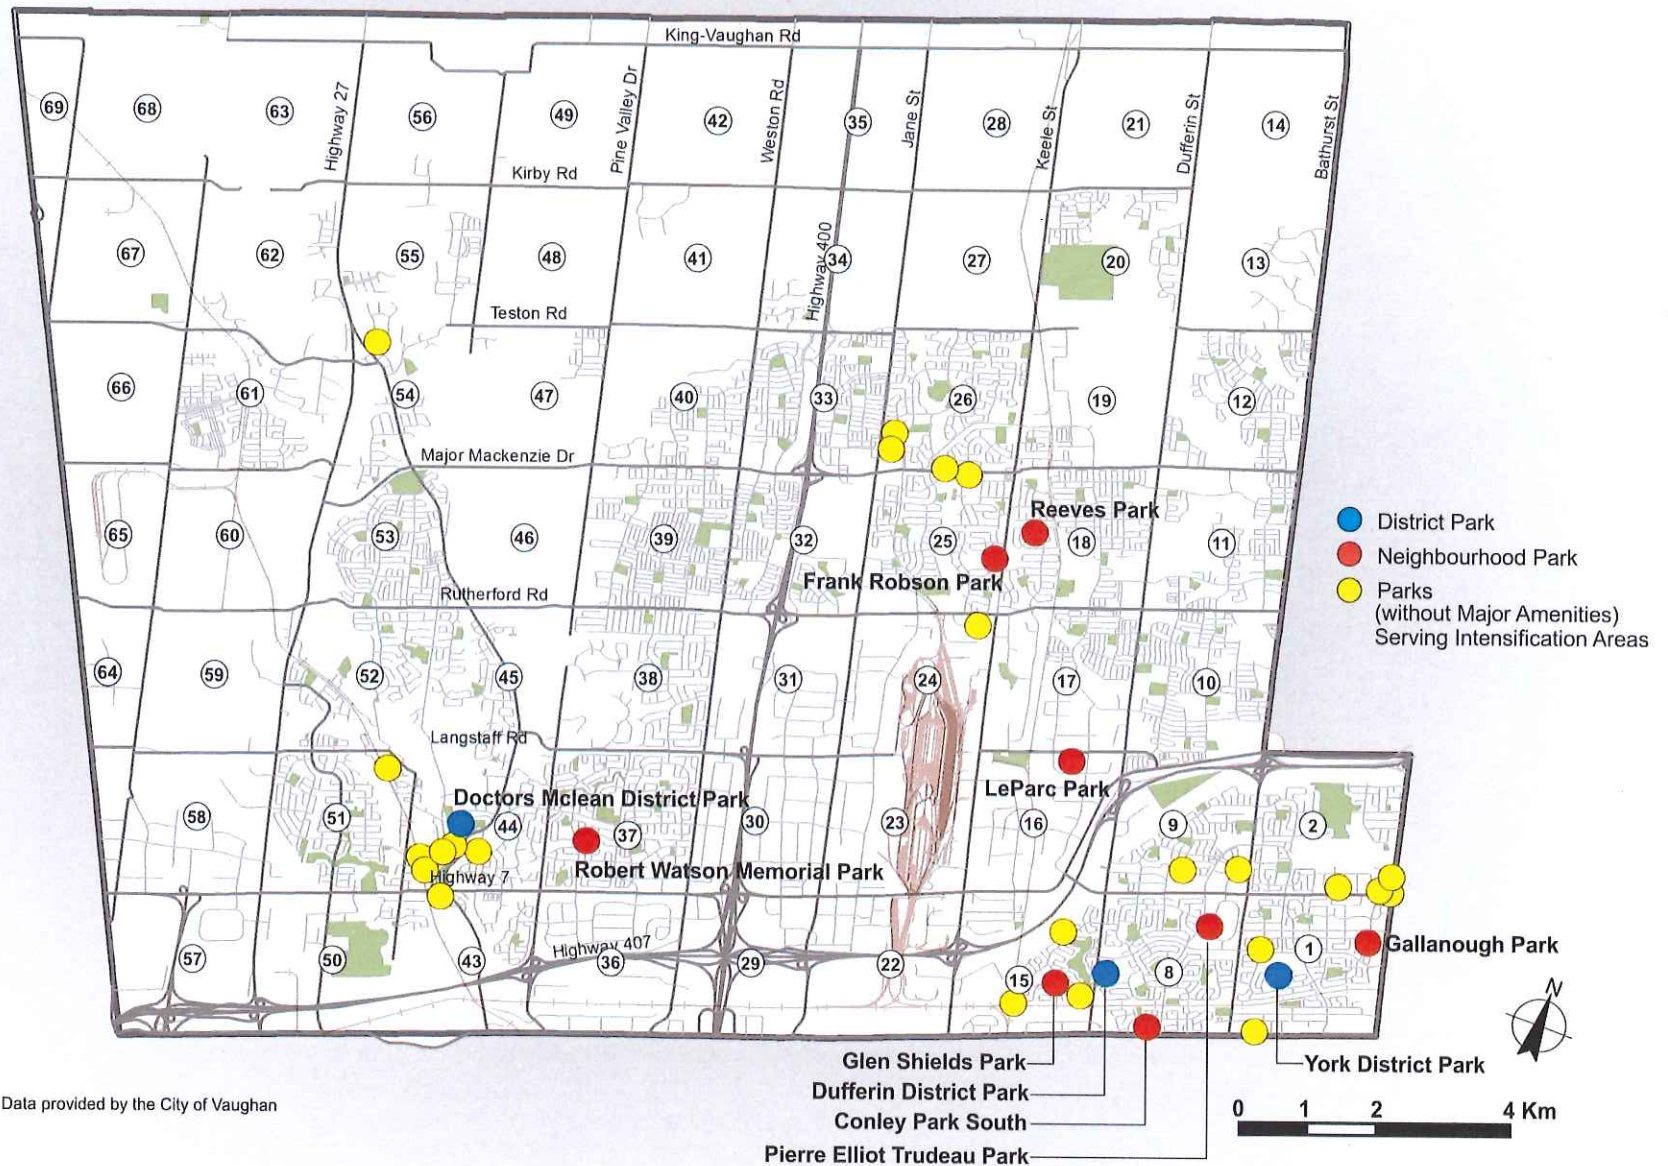 King-Vaughan Rd
69
68
63
Highway 27
56
49
Pine Valley Dr
42
Weston Rd
35
Jane St
28
Keele St
21
Dufferin St
14
Bathurst St
Kirby Rd
67
62
55
48
41
Highway 400
34
27
20
13
Teston Rd
66
61
54
47
40
33
26
19
12
Major Mackenzie Dr
65
60
53
46
39
32
25
Reeves Park
18
11
Frank Robson Park
Rutherford Rd
64
59
52
45
38
31
24
17
10
Langstaff Rd
LeParc Park
58
51
Doctors Mclean District Park
44
37
30
23
16
9
2
Robert Watson Memorial Park
Highway 7
57
50
43
Highway 407
36
29
22
15
8
1
Gallanough Park
District Park
Neighbourhood Park
Parks
(without Major Amenities)
Serving Intensification Areas
N
Glen Shields Park
York District Park
Dufferin District Park
Conley Park South
Pierre Elliot Trudeau Park
Data provided by the City of Vaughan
0 1 2 4 Km